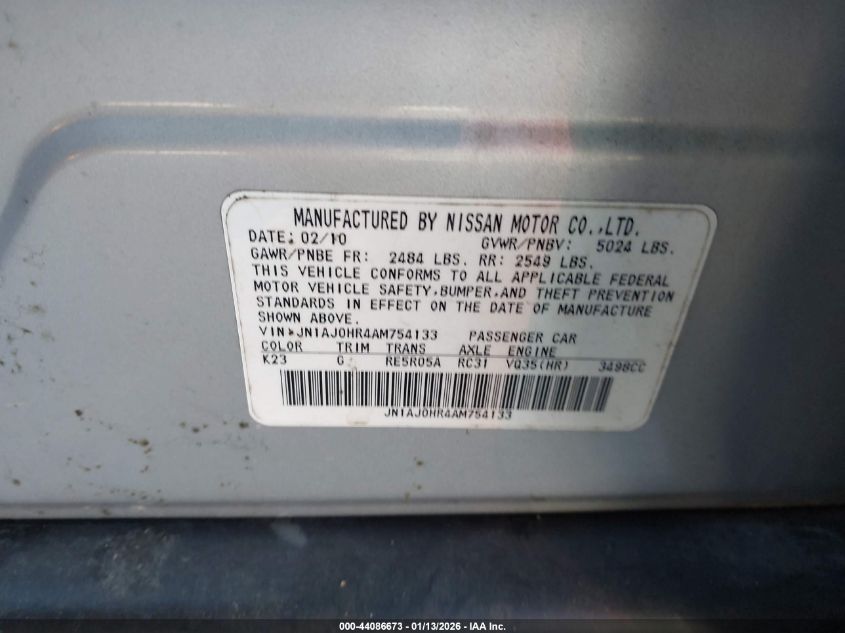 MANUFACTURED BY NISSAN MOTOR CO.,LTD.
DATE: 02/10 GVWR/PNBV: 5024 LBS.
GAWR/PNBE FR: 2484 LBS. RR: 2549 LBS.
THIS VEHICLE CONFORMS TO ALL APPLICABLE FEDERAL
MOTOR VEHICLE SAFETY,BUMPER,AND THEFT PREVENTION
STANDARDS IN EFFECT ON THE DATE OF MANUFACTURE
SHOWN ABOVE.
VIN:JN1AJ0HR4AM754133 PASSENGER CAR
COLOR TRIM TRANS AXLE ENGINE
K23 G RE5R05A RC31 VQ35(HR) 3498CC
JN1AJ0HR4AM754133
000-44086673 - 01/13/2026 - IAA Inc.